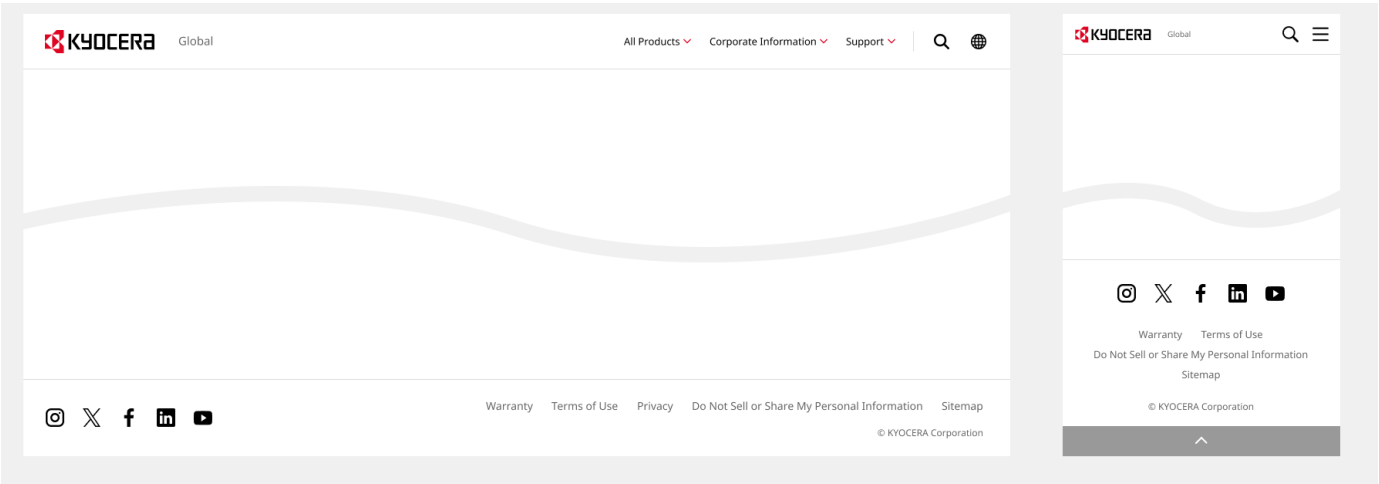 KYOCERA Global All Products Corporate Information Support
Warranty Terms of Use Privacy Do Not Sell or Share My Personal Information Sitemap
© KYOCERA Corporation
KYOCERA Global
Warranty Terms of Use
Do Not Sell or Share My Personal Information
Sitemap
© KYOCERA Corporation